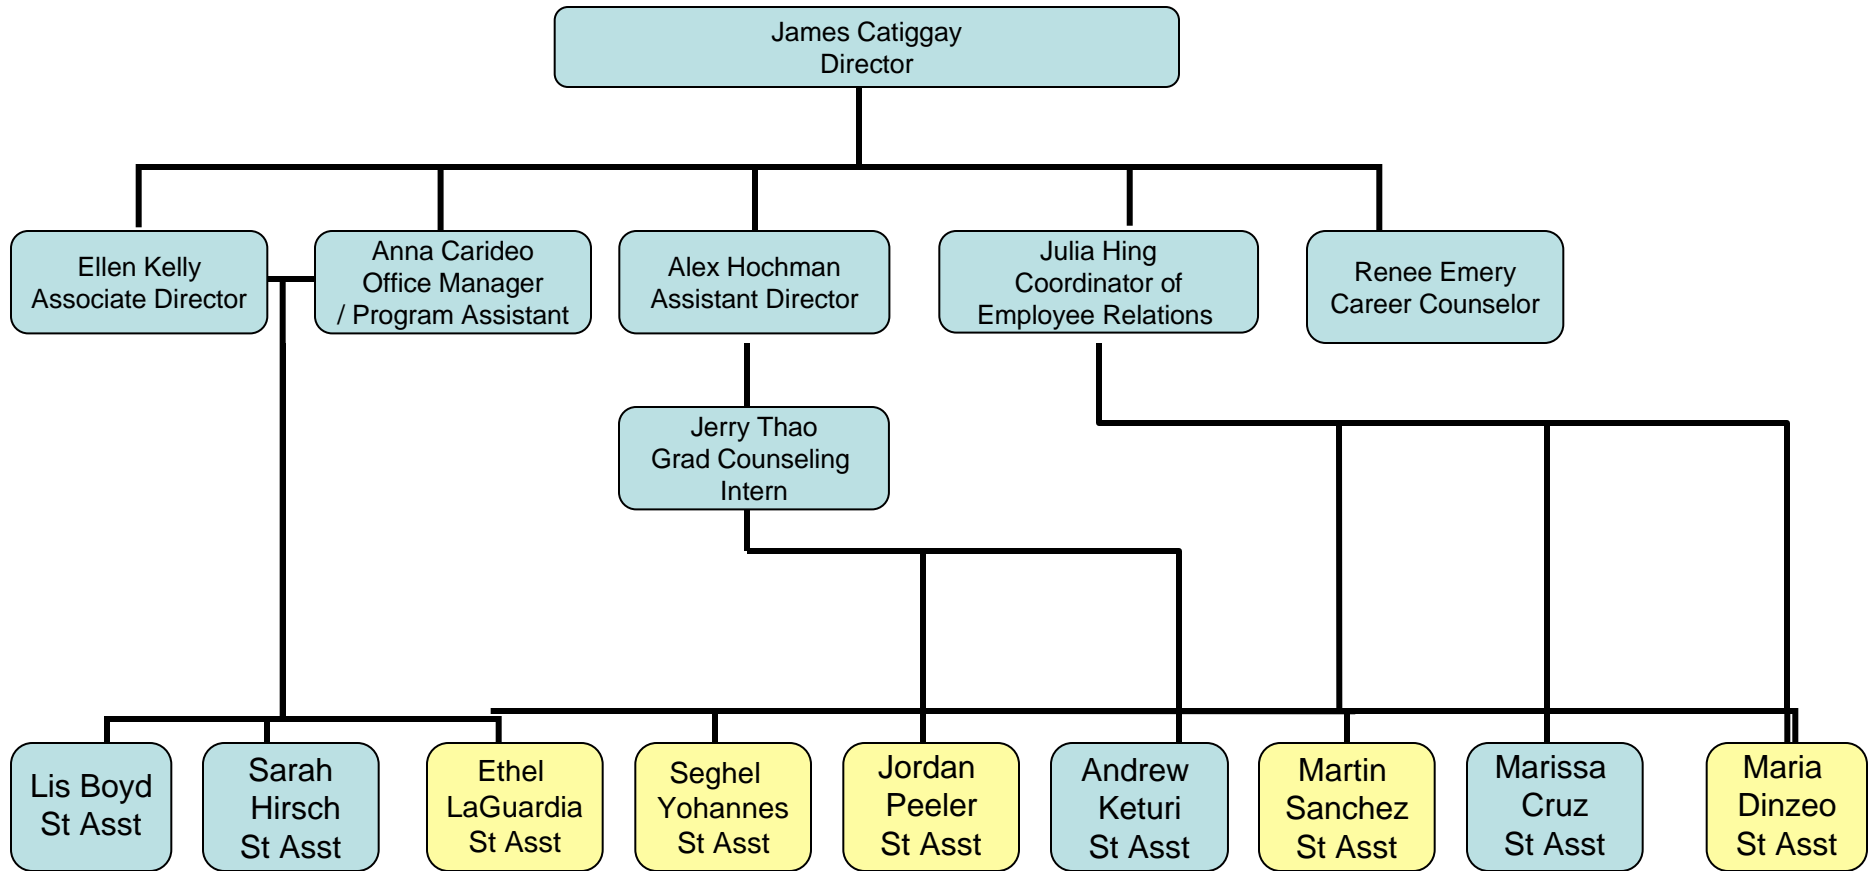 James Catiggay
Director
Ellen Kelly
Associate Director
Anna Carideo
Office Manager
/ Program Assistant
Alex Hochman
Assistant Director
Julia Hing
Coordinator of
Employee Relations
Renee Emery
Career Counselor
Jerry Thao
Grad Counseling
Intern
Lis Boyd
St Asst
Sarah
Hirsch
St Asst
Ethel
LaGuardia
St Asst
Seghel
Yohannes
St Asst
Jordan
Peeler
St Asst
Andrew
Keturi
St Asst
Martin
Sanchez
St Asst
Marissa
Cruz
St Asst
Maria
Dinzeo
St Asst